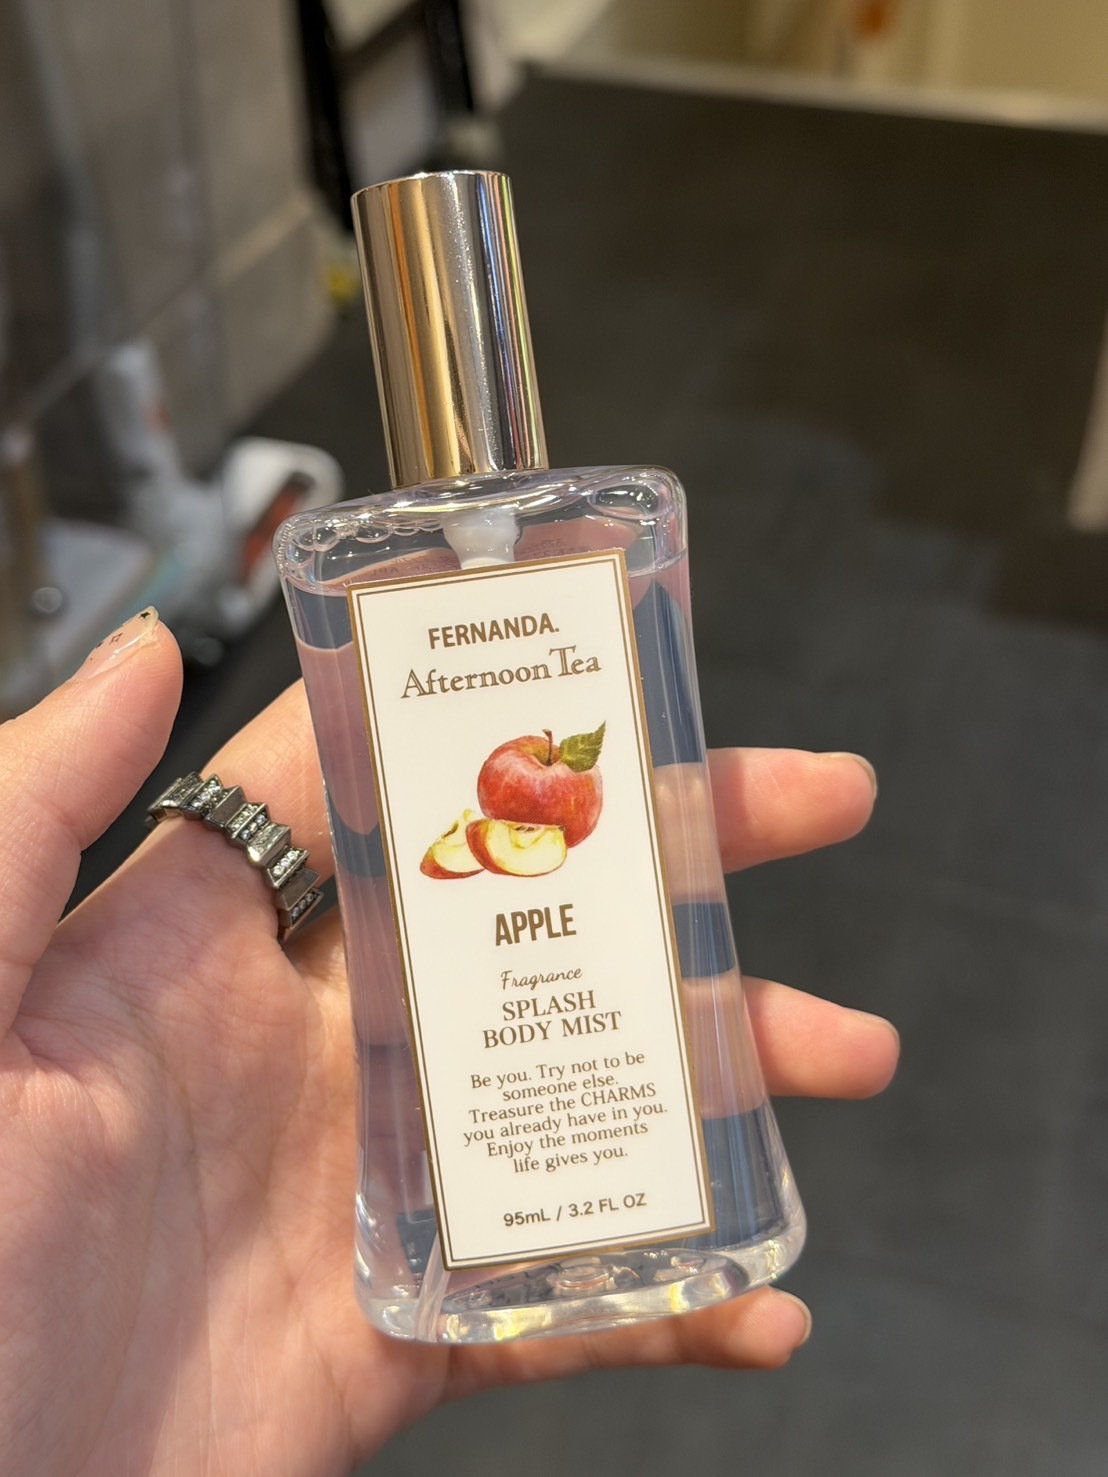 FERNANDA.
Afternoon Tea
APPLE
Fragrance
SPLASH
BODY MIST
Be you. Try not to be
someone else.
Treasure the CHARMS
you already have in you.
Enjoy the moments
life gives you.
95mL / 3.2 FL OZ